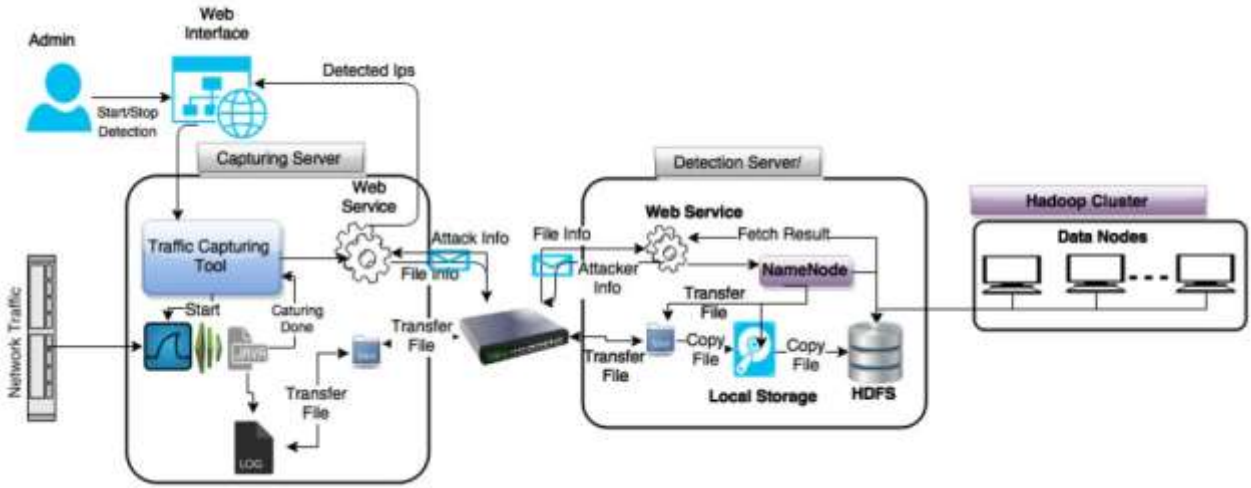 Web
Interface
Admin
Detected Ips
Start/Stop
Detection
Capturing Server
Web
Service
Traffic Capturing
Tool
Attack Info
File Info
Start
Caturing
Done
Network Traffic
Transfer
File
Transfer
File
LOG
Detection Server/
Web Service
File Info
Fetch Result
Attacker
Info
NameNode
Transfer
File
Transfer
File
Copy
File
Copy
File
Local Storage
HDFS
Hadoop Cluster
Data Nodes